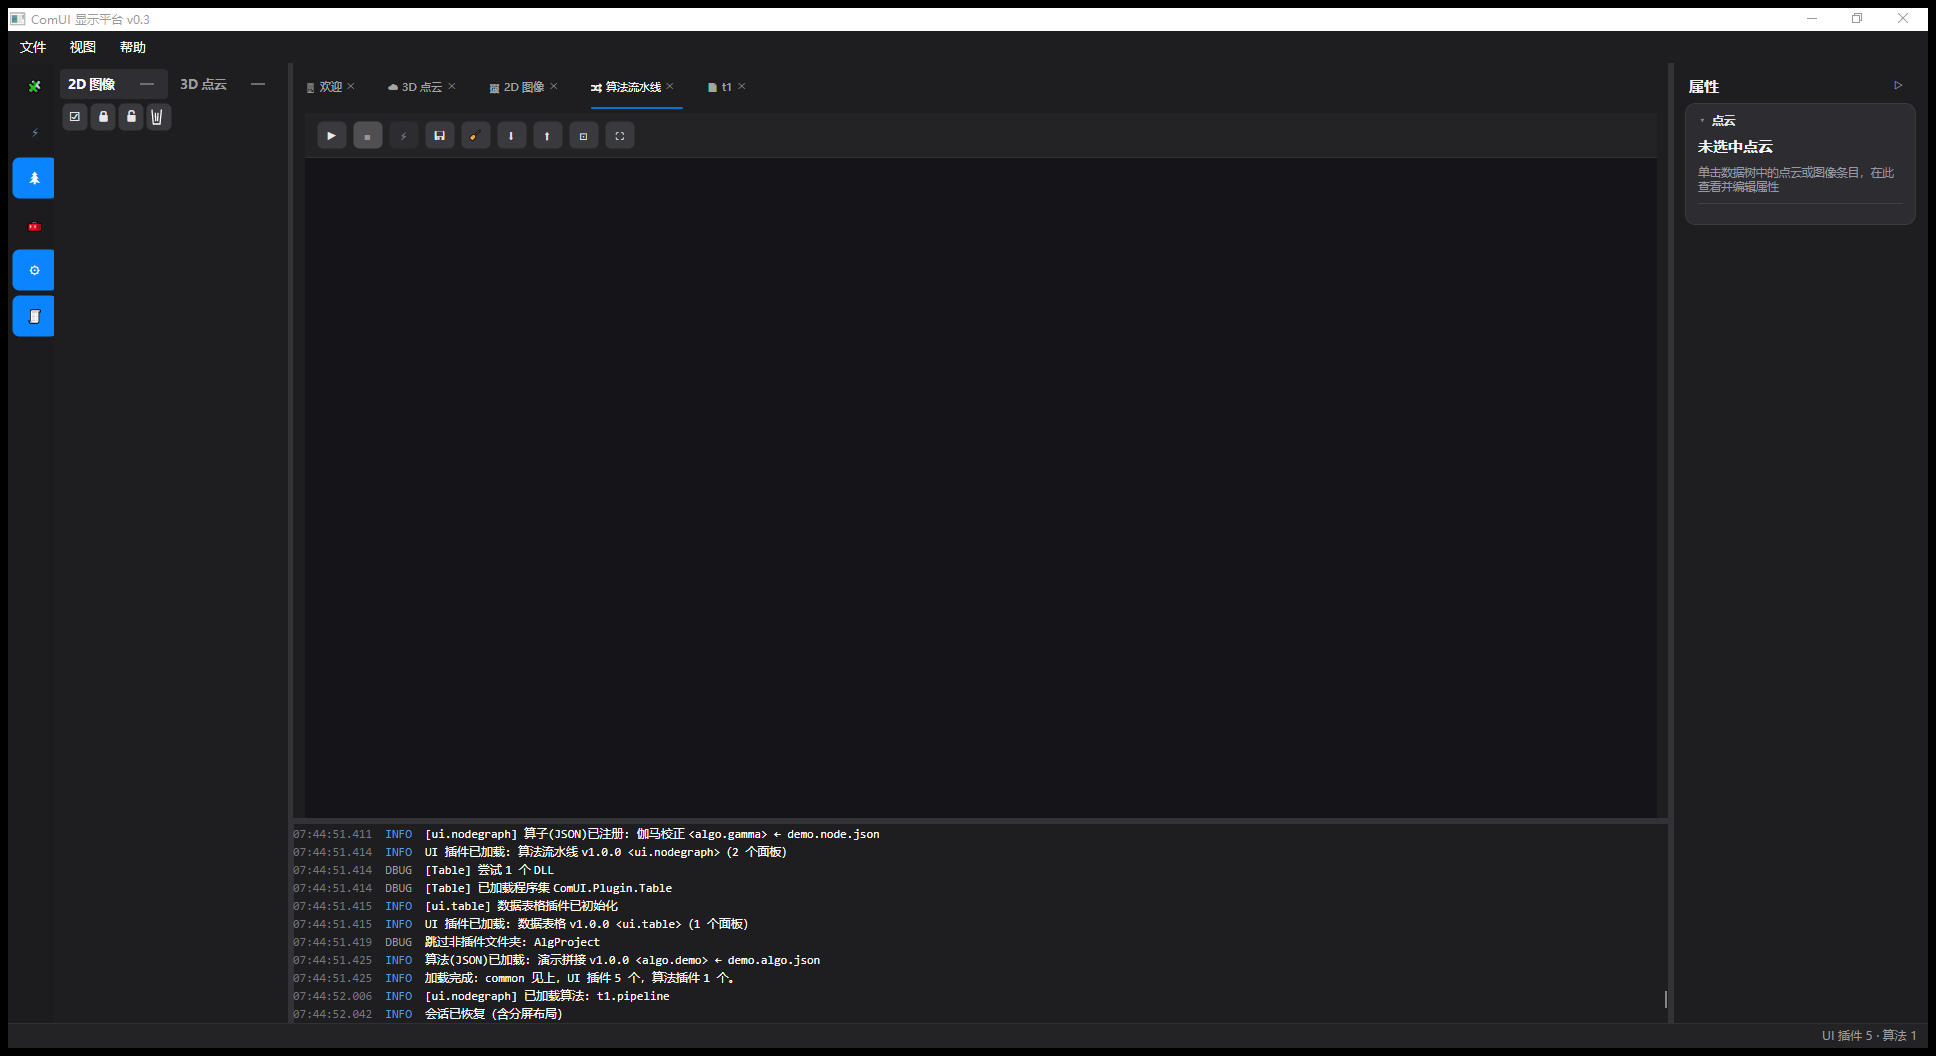 ComUI 显示平台 v0.3
文件 视图 帮助
2D 图像 3D 点云
欢迎 3D 点云 2D 图像 算法流水线 t1
属性
点云
未选中点云
单击数据树中的点云或图像条目，在此
查看并编辑属性
07:44:51.411 INFO [ui.nodegraph] 算子(JSON)已注册: 伽马校正 <algo.gamma> ← demo.node.json
07:44:51.414 INFO UI 插件已加载: 算法流水线 v1.0.0 <ui.nodegraph> (2 个面板)
07:44:51.414 DBUG [Table] 尝试 1 个 DLL
07:44:51.414 DBUG [Table] 已加载程序集 ComUI.Plugin.Table
07:44:51.415 INFO [ui.table] 数据表格插件已初始化
07:44:51.415 INFO UI 插件已加载: 数据表格 v1.0.0 <ui.table> (1 个面板)
07:44:51.419 DBUG 跳过非插件文件夹: AlgProject
07:44:51.425 INFO 算法(JSON)已加载: 演示拼接 v1.0.0 <algo.demo> ← demo.algo.json
07:44:51.425 INFO 加载完成: common 见上，UI 插件 5 个，算法插件 1 个。
07:44:52.006 INFO [ui.nodegraph] 已加载算法: t1.pipeline
07:44:52.042 INFO 会话已恢复 (含分屏布局)
UI 插件 5 · 算法 1